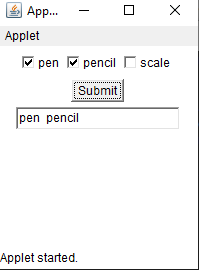 App...
Applet
pen pencil scale
Submit
pen pencil
Applet started.